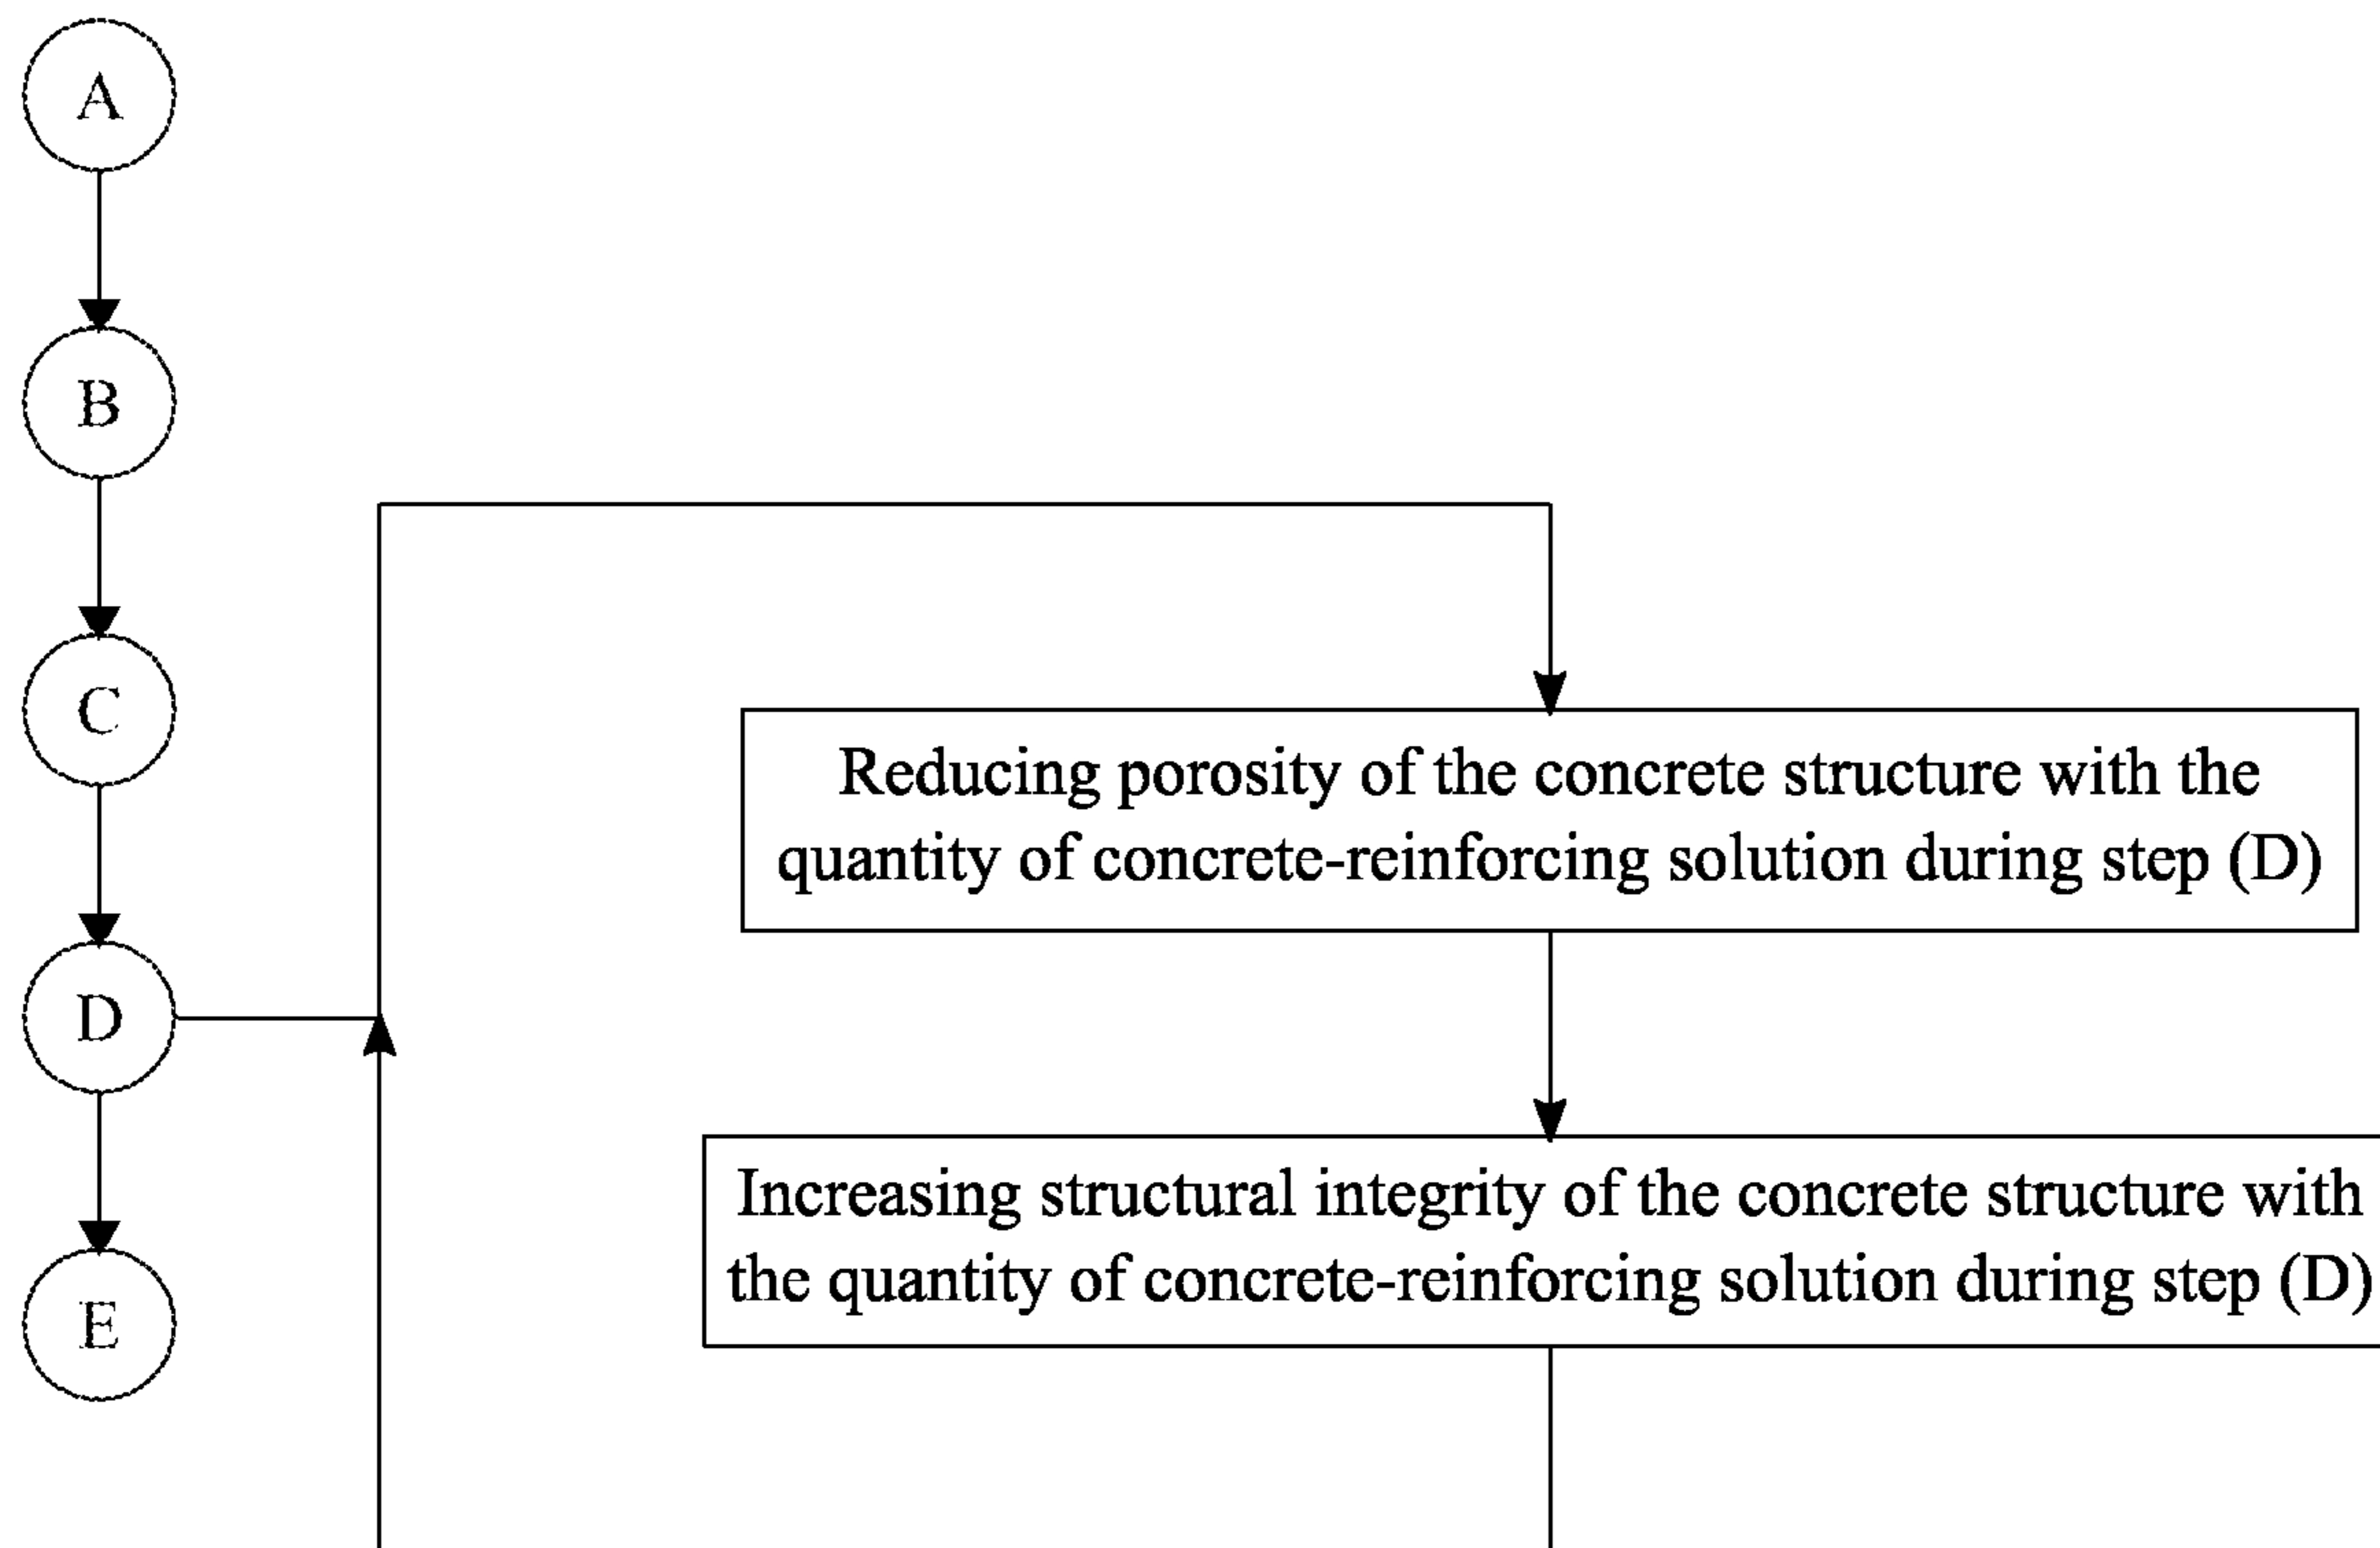 A
B
C
D
E
Reducing porosity of the concrete structure with the
quantity of concrete-reinforcing solution during step (D)
Increasing structural integrity of the concrete structure with
the quantity of concrete-reinforcing solution during step (D)